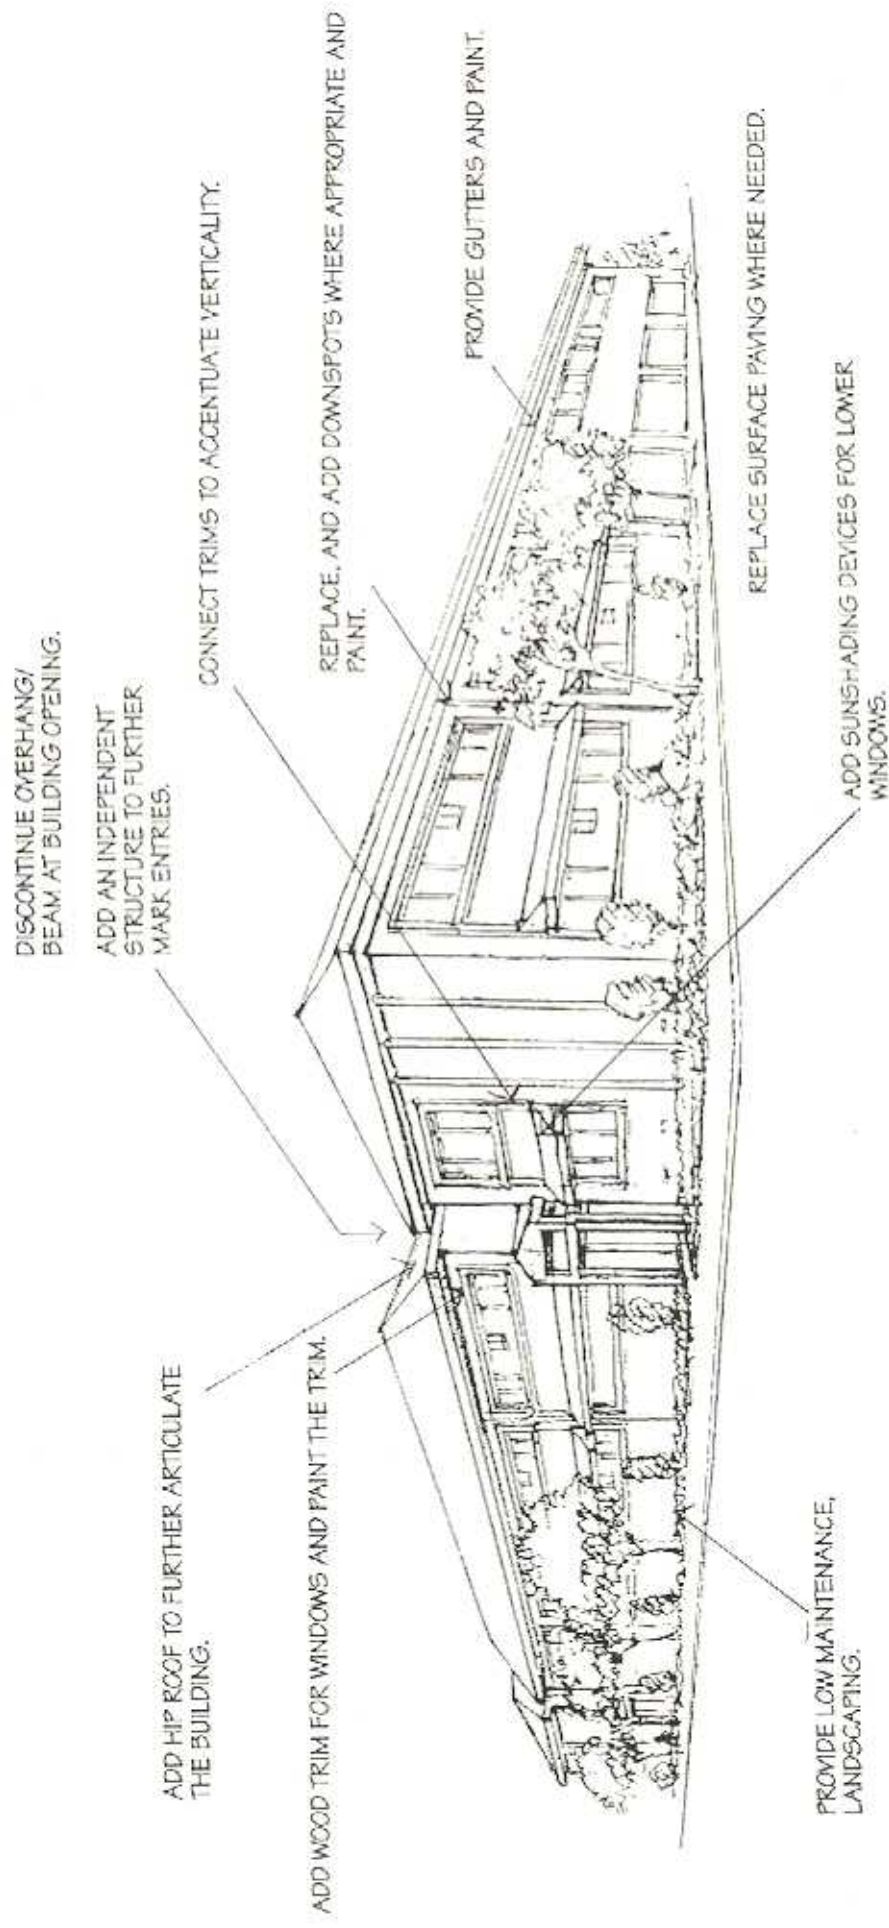 DISCONTINUE OVERHANG/
BEAM AT BUILDING OPENING.
ADD AN INDEPENDENT
STRUCTURE TO FURTHER
MARK ENTRIES.
ADD HIP ROOF TO FURTHER ARTICULATE
THE BUILDING.
CONNECT TRIMS TO ACCENTUATE VERTICALITY.
ADD WOOD TRIM FOR WINDOWS AND PAINT THE TRIM.
REPLACE, AND ADD DOWNSPOTS WHERE APPROPRIATE AND
PAINT.
PROVIDE GUTTERS AND PAINT.
REPLACE SURFACE PAVING WHERE NEEDED.
PROVIDE LOW MAINTENANCE,
LANDSCAPING.
ADD SUNSHADING DEVICES FOR LOWER
WINDOWS.